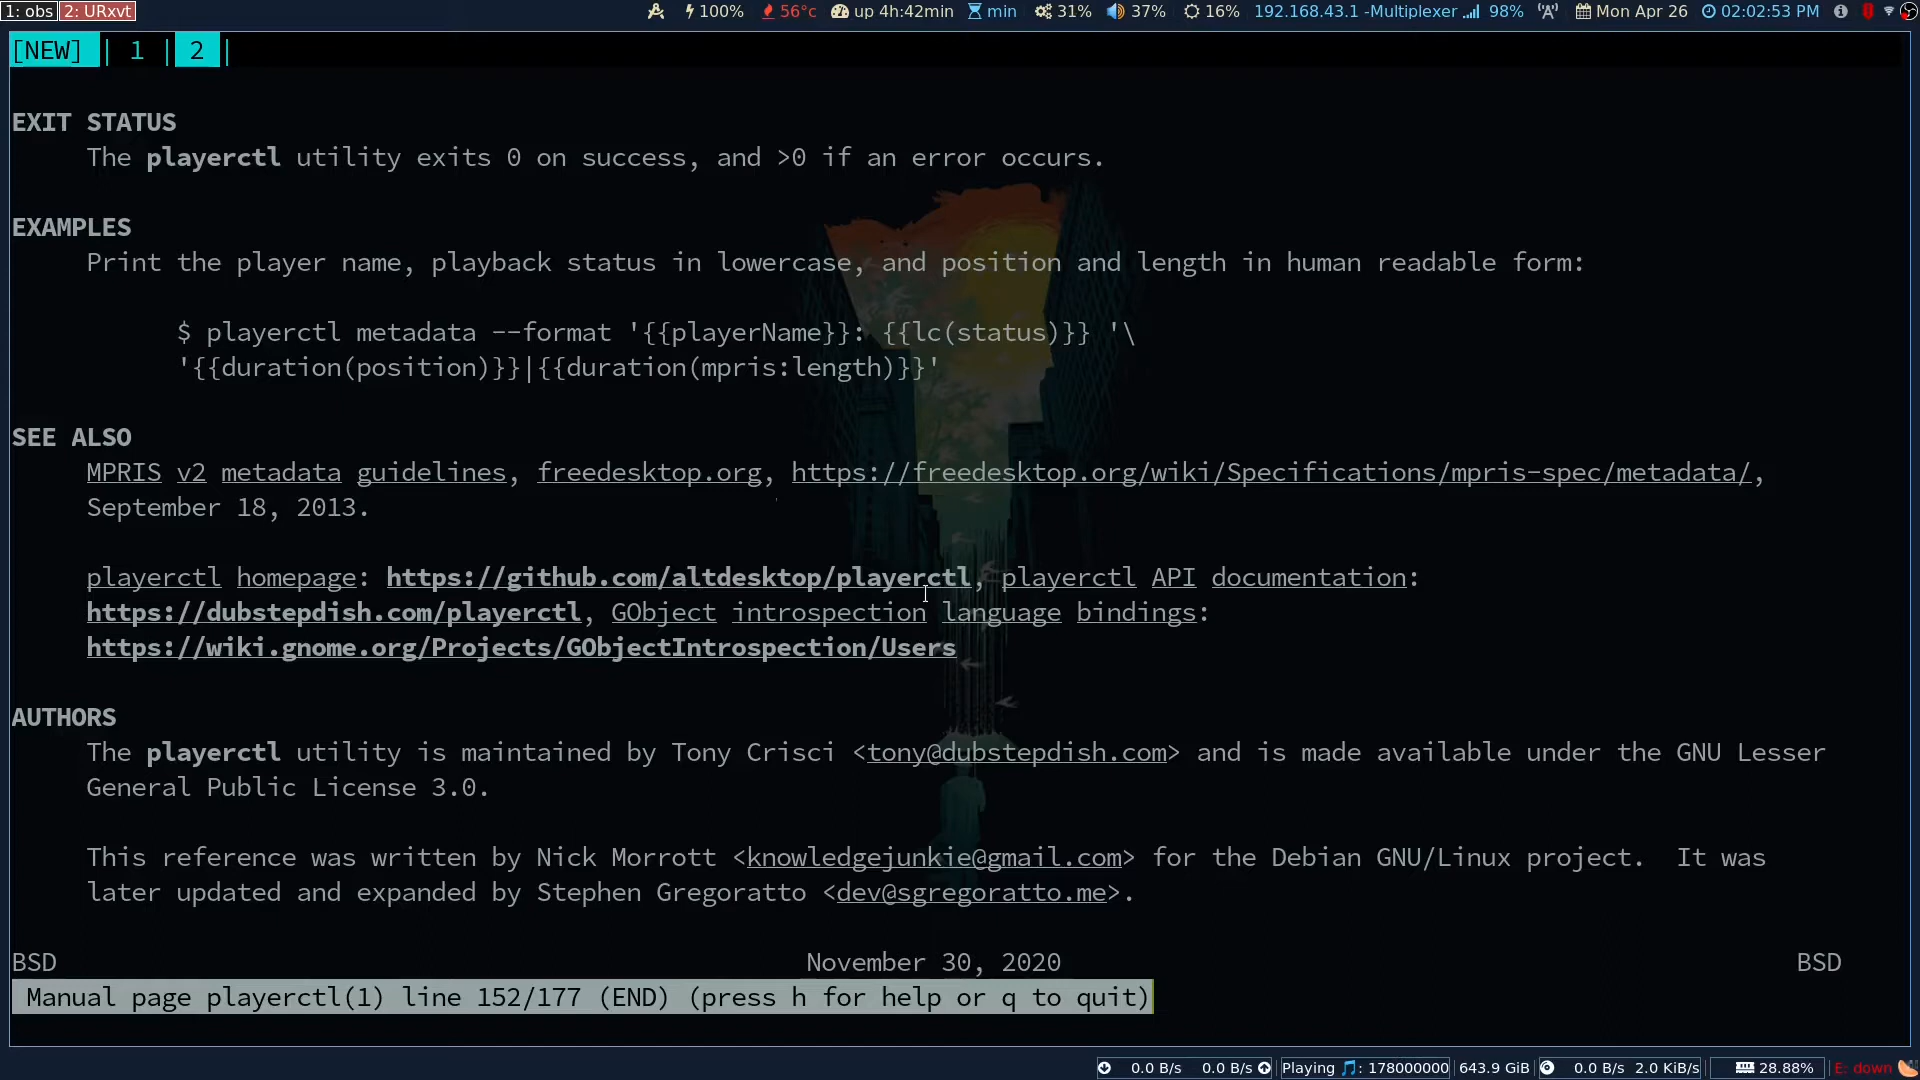 1: obs 2: URxvt 100% 56°c up 4h:42min min 31% 37% 16% 192.168.43.1 -Multiplexer 98% Mon Apr 26 02:02:53 PM
[NEW] | 1 | 2 |
EXIT STATUS
The playerctl utility exits 0 on success, and >0 if an error occurs.
EXAMPLES
Print the player name, playback status in lowercase, and position and length in human readable form:
$ playerctl metadata --format '{{playerName}}: {{lc(status)}} '\
'{{duration(position)}}|{{duration(mpris:length)}}'
SEE ALSO
MPRIS v2 metadata guidelines, freedesktop.org, https://freedesktop.org/wiki/Specifications/mpris-spec/metadata/,
September 18, 2013.
playerctl homepage: https://github.com/altdesktop/playerctl, playerctl API documentation:
https://dubstepdish.com/playerctl, GObject introspection language bindings:
https://wiki.gnome.org/Projects/GObjectIntrospection/Users
AUTHORS
The playerctl utility is maintained by Tony Crisci <tony@dubstepdish.com> and is made available under the GNU Lesser
General Public License 3.0.
This reference was written by Nick Morrott <knowledgejunkie@gmail.com> for the Debian GNU/Linux project.  It was
later updated and expanded by Stephen Gregoratto <dev@sgregoratto.me>.
BSD November 30, 2020 BSD
Manual page playerctl(1) line 152/177 (END) (press h for help or q to quit)
0.0 B/s 0.0 B/s Playing : 178000000 643.9 GiB 0.0 B/s 2.0 KiB/s 28.88% E: down